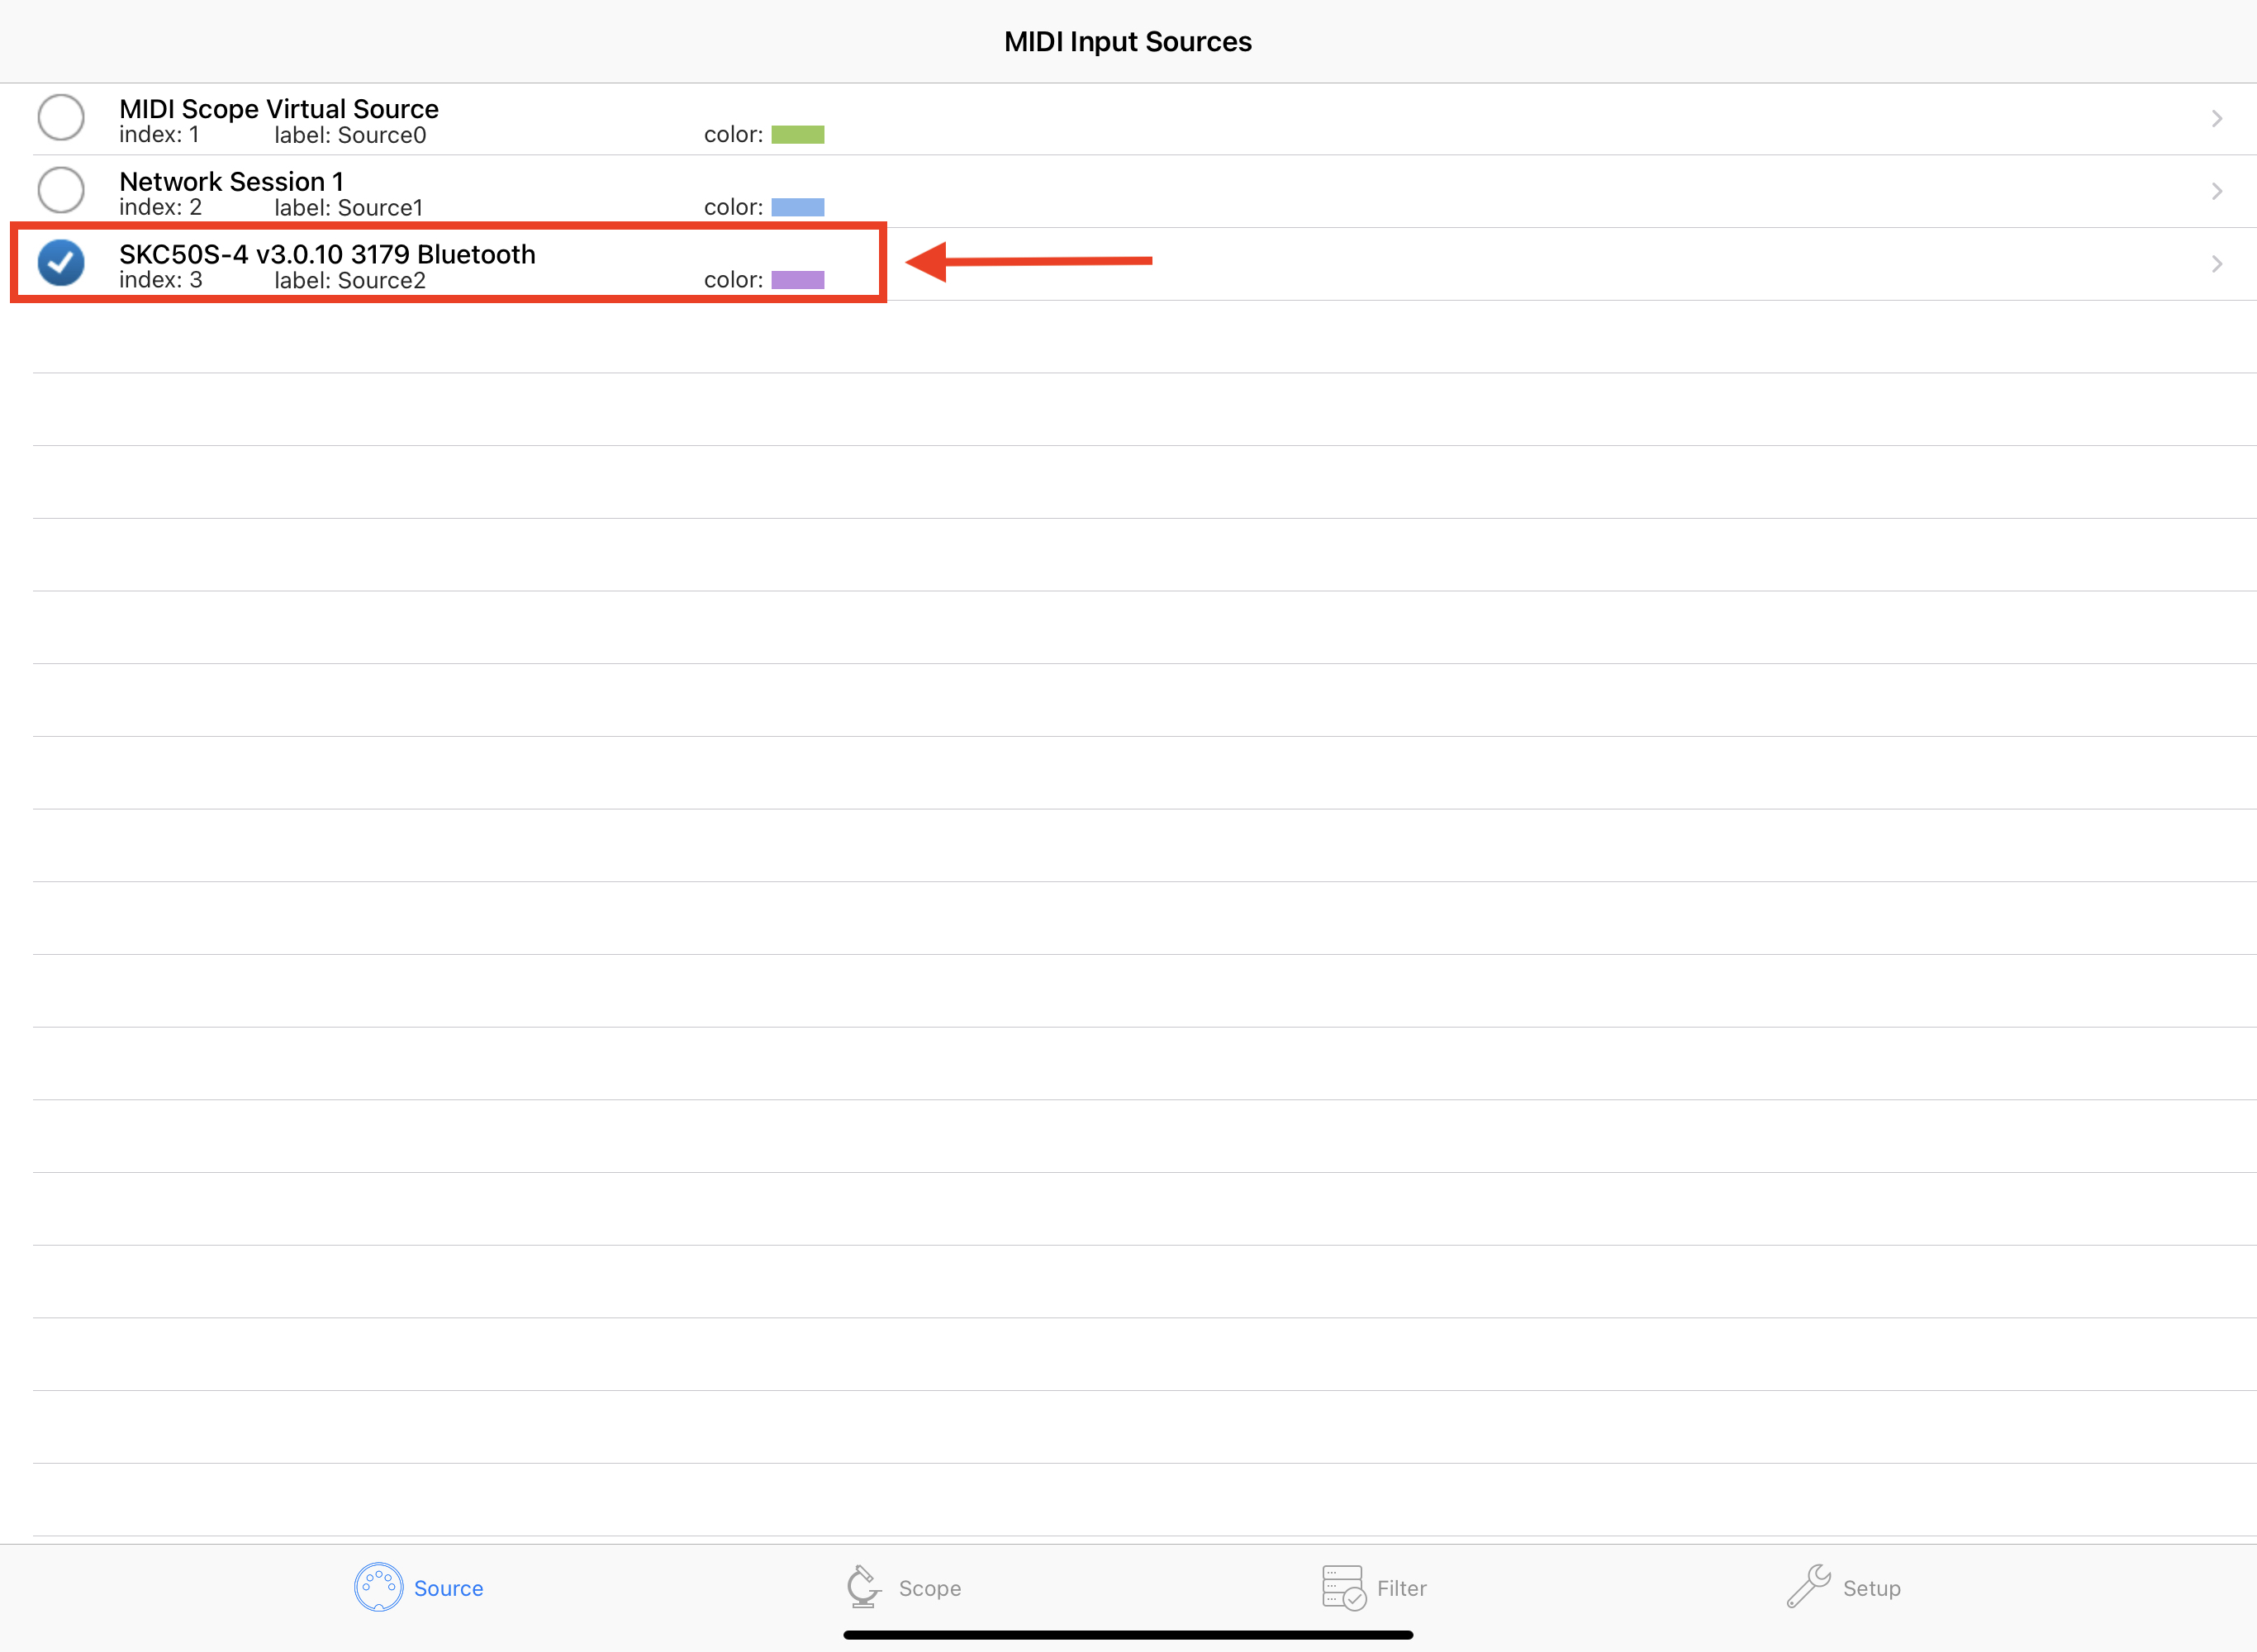 MIDI Input Sources
MIDI Scope Virtual Source
index: 1 label: Source0 color:
Network Session 1
index: 2 label: Source1 color:
SKC50S-4 v3.0.10 3179 Bluetooth
index: 3 label: Source2 color:
Source Scope Filter Setup